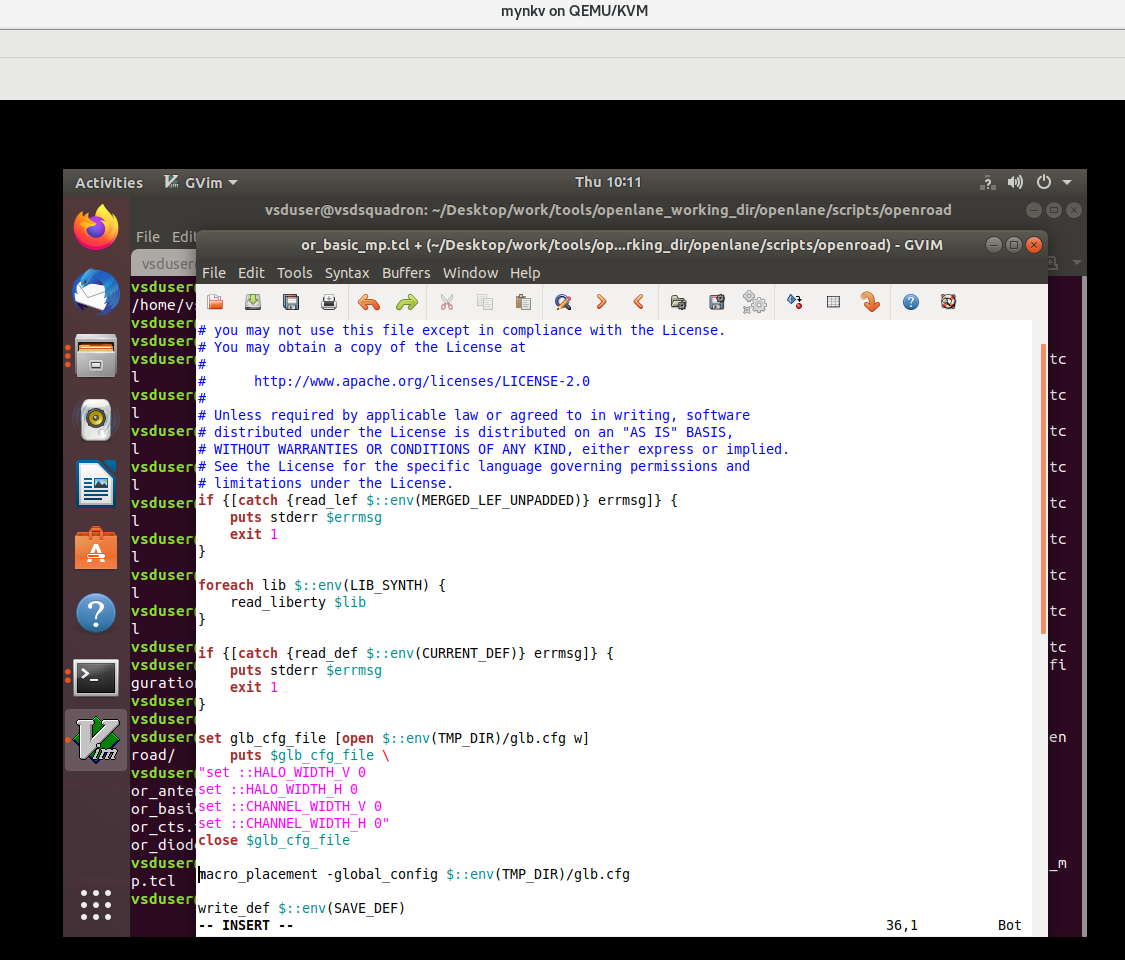 mynkv on QEMU/KVM
Activities GVim Thu 10:11
vsduser@vsdsquadron: ~/Desktop/work/tools/openlane_working_dir/openlane/scripts/openroad
File Edi
or_basic_mp.tcl + (~/Desktop/work/tools/op...rking_dir/openlane/scripts/openroad) - GVIM
vsduser
File Edit Tools Syntax Buffers Window Help
vsduser
/home/vs
vsduser
vsduser
vsduser tc
l
vsduser tc
l
vsduser tc
l
vsduser tc
l
vsduser tc
l
vsduser tc
l
vsduser tc
l
vsduser tc
l
vsduser tc
vsduser fi
guration
vsduser
vsduser
vsduser en
road/
vsduser
or_ante
or_basi
or_cts.
or_diod
vsduser _m
p.tcl
vsduser
# you may not use this file except in compliance with the License.
# You may obtain a copy of the License at
#
#      http://www.apache.org/licenses/LICENSE-2.0
#
# Unless required by applicable law or agreed to in writing, software
# distributed under the License is distributed on an "AS IS" BASIS,
# WITHOUT WARRANTIES OR CONDITIONS OF ANY KIND, either express or implied.
# See the License for the specific language governing permissions and
# limitations under the License.
if {[catch {read_lef $::env(MERGED_LEF_UNPADDED)} errmsg]} {
    puts stderr $errmsg
    exit 1
}
foreach lib $::env(LIB_SYNTH) {
    read_liberty $lib
}
if {[catch {read_def $::env(CURRENT_DEF)} errmsg]} {
    puts stderr $errmsg
    exit 1
}
set glb_cfg_file [open $::env(TMP_DIR)/glb.cfg w]
    puts $glb_cfg_file \
"set ::HALO_WIDTH_V 0
set ::HALO_WIDTH_H 0
set ::CHANNEL_WIDTH_V 0
set ::CHANNEL_WIDTH_H 0"
close $glb_cfg_file
macro_placement -global_config $::env(TMP_DIR)/glb.cfg
write_def $::env(SAVE_DEF)
-- INSERT -- 36,1 Bot